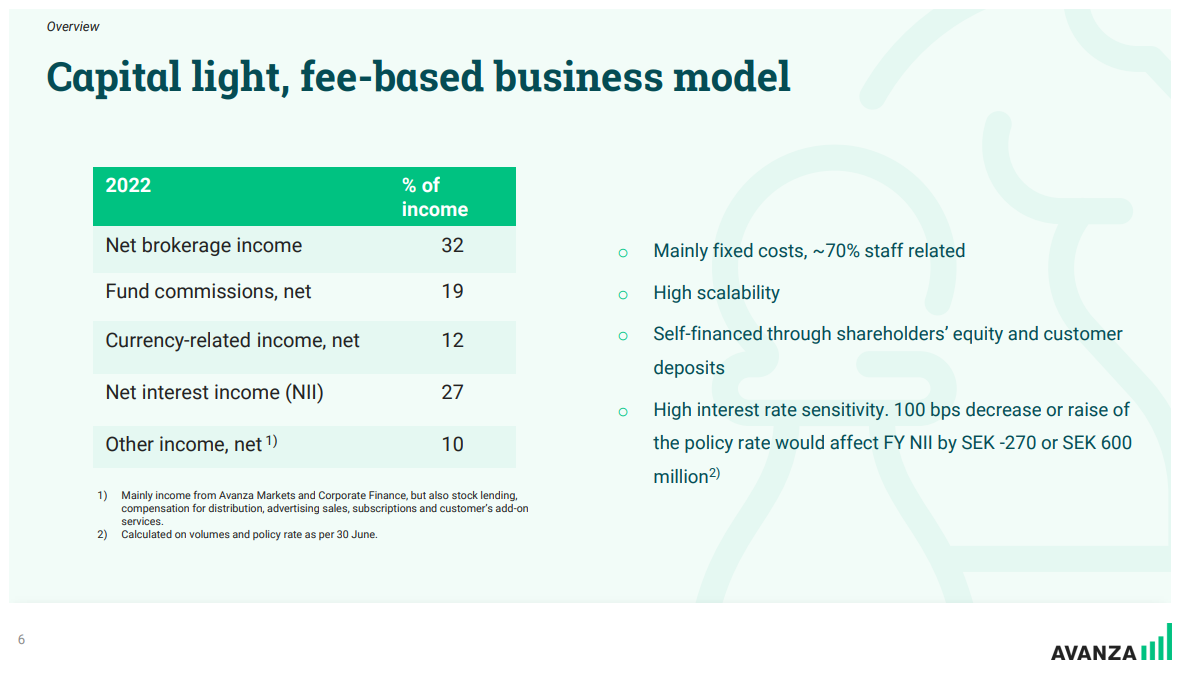 Overview
Capital light, fee-based business model
2022 % of income
Net brokerage income 32
Fund commissions, net 19
Currency-related income, net 12
Net interest income (NII) 27
Other income, net 1) 10
1) Mainly income from Avanza Markets and Corporate Finance, but also stock lending,
compensation for distribution, advertising sales, subscriptions and customer’s add-on
services.
2) Calculated on volumes and policy rate as per 30 June.
○ Mainly fixed costs, ~70% staff related
○ High scalability
○ Self-financed through shareholders’ equity and customer
deposits
○ High interest rate sensitivity. 100 bps decrease or raise of
the policy rate would affect FY NII by SEK -270 or SEK 600
million2)
6
AVANZA